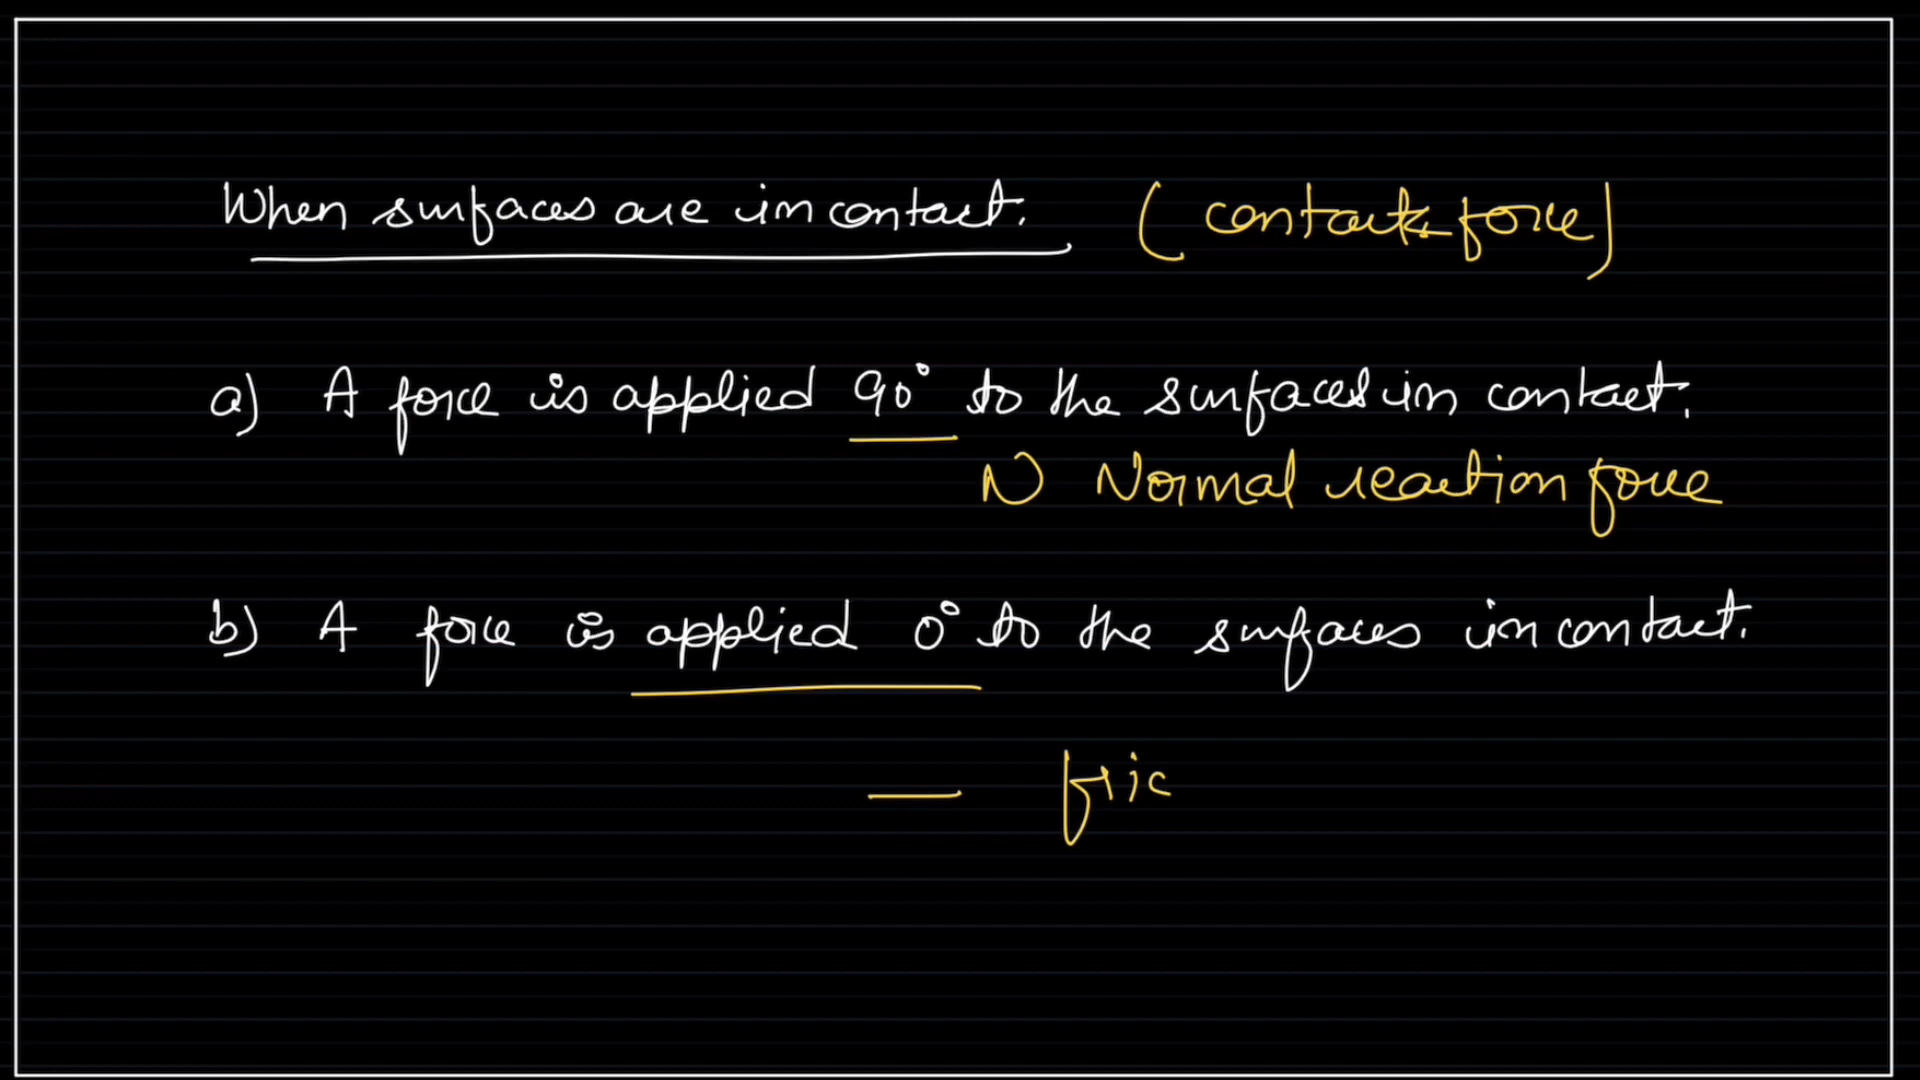 When surfaces are in contact. (contact force)
a) A force is applied 90° to the surfaces in contact.
N Normal reaction force
b) A force is applied 0° to the surfaces in contact.
— fric